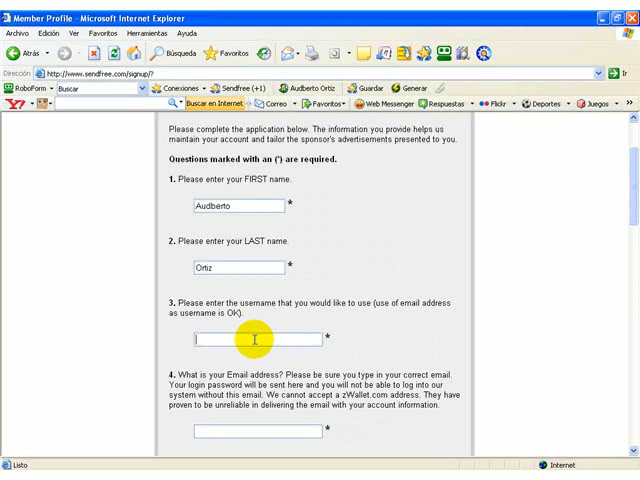 Member Profile - Microsoft Internet Explorer
Archivo Edición Ver Favoritos Herramientas Ayuda
Atrás Búsqueda Favoritos
Dirección http://www.sendfree.com/signup/? Ir
RoboForm Buscar Conexiones Sendfree (+1) Audberto Ortiz Guardar Generar
Y! Buscar en Internet Correo Favoritos Web Messenger Respuestas Flickr Deportes Juegos »
Please complete the application below. The information you provide helps us
maintain your account and tailor the sponsor's advertisements presented to you.
Questions marked with an (*) are required.
1. Please enter your FIRST name.
Audberto *
2. Please enter your LAST name.
Ortiz *
3. Please enter the username that you would like to use (use of email address
as username is OK).
*
4. What is your Email address? Please be sure you type in your correct email.
Your login password will be sent here and you will not be able to log into our
system without this email. We cannot accept a zWallet.com address. They have
proven to be unreliable in delivering the email with your account information.
*
Listo Internet